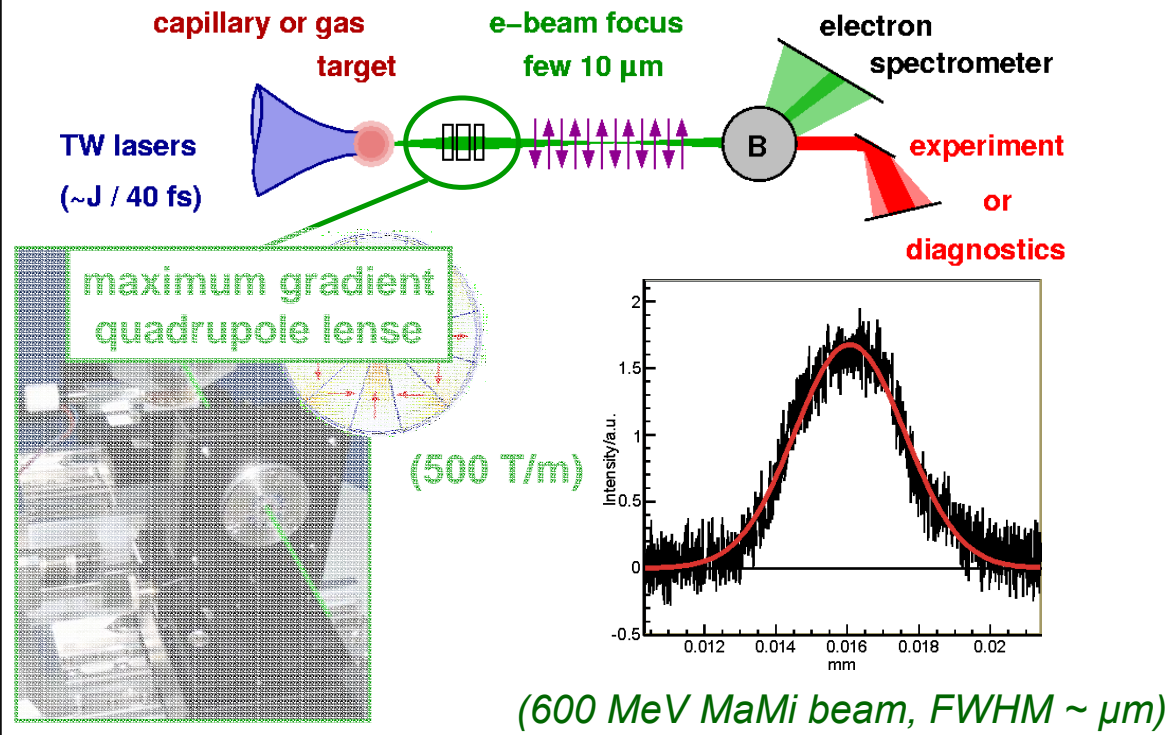 capillary or gas
target
e-beam focus
few 10 µm
electron
spectrometer
TW lasers
(~J / 40 fs)
B
experiment
or
diagnostics
maximum gradient
quadrupole lense
(500 T/m)
Intensity/a.u.
2
1.5
1
0.5
0
-0.5
0.012
0.014
0.016
0.018
0.02
mm
(600 MeV MaMi beam, FWHM ~ µm)